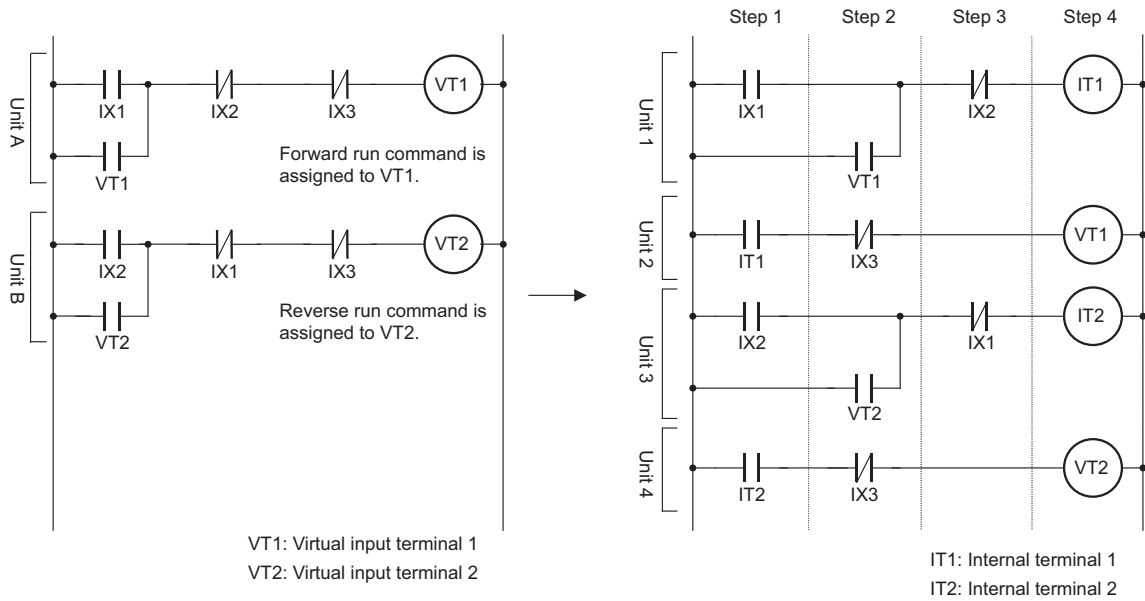 Unit A
IX1
IX2
IX3
VT1
VT1
Forward run command is
assigned to VT1.
Unit B
IX2
IX1
IX3
VT2
VT2
Reverse run command is
assigned to VT2.
VT1: Virtual input terminal 1
VT2: Virtual input terminal 2
Step 1
Step 2
Step 3
Step 4
Unit 1
IX1
IX2
IT1
VT1
Unit 2
IT1
IX3
VT1
Unit 3
IX2
IX1
IT2
VT2
Unit 4
IT2
IX3
VT2
IT1: Internal terminal 1
IT2: Internal terminal 2